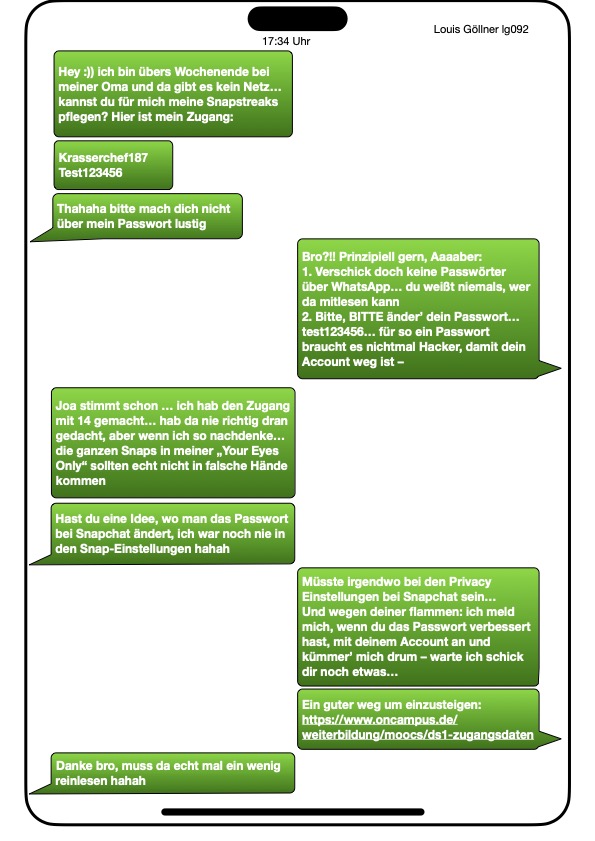 Louis Göllner lg092
17:34 Uhr
Hey :)) ich bin übers Wochenende bei
meiner Oma und da gibt es kein Netz…
kannst du für mich meine Snapstreaks
pflegen? Hier ist mein Zugang:
Krasserchef187
Test123456
Thahaha bitte mach dich nicht
über mein Passwort lustig
Bro?!! Prinzipiell gern, Aaaaber:
1. Verschick doch keine Passwörter
über WhatsApp… du weißt niemals, wer
da mitlesen kann
2. Bitte, BITTE änder’ dein Passwort…
test123456… für so ein Passwort
braucht es nichtmal Hacker, damit dein
Account weg ist –
Joa stimmt schon … ich hab den Zugang
mit 14 gemacht… hab da nie richtig dran
gedacht, aber wenn ich so nachdenke…
die ganzen Snaps in meiner „Your Eyes
Only“ sollten echt nicht in falsche Hände
kommen
Hast du eine Idee, wo man das Passwort
bei Snapchat ändert, ich war noch nie in
den Snap-Einstellungen hahah
Müsste irgendwo bei den Privacy
Einstellungen bei Snapchat sein…
Und wegen deiner flammen: ich meld
mich, wenn du das Passwort verbessert
hast, mit deinem Account an und
kümmer’ mich drum – warte ich schick
dir noch etwas…
Ein guter weg um einzusteigen:
https://www.oncampus.de/
weiterbildung/moocs/ds1-zugangsdaten
Danke bro, muss da echt mal ein wenig
reinlesen hahah